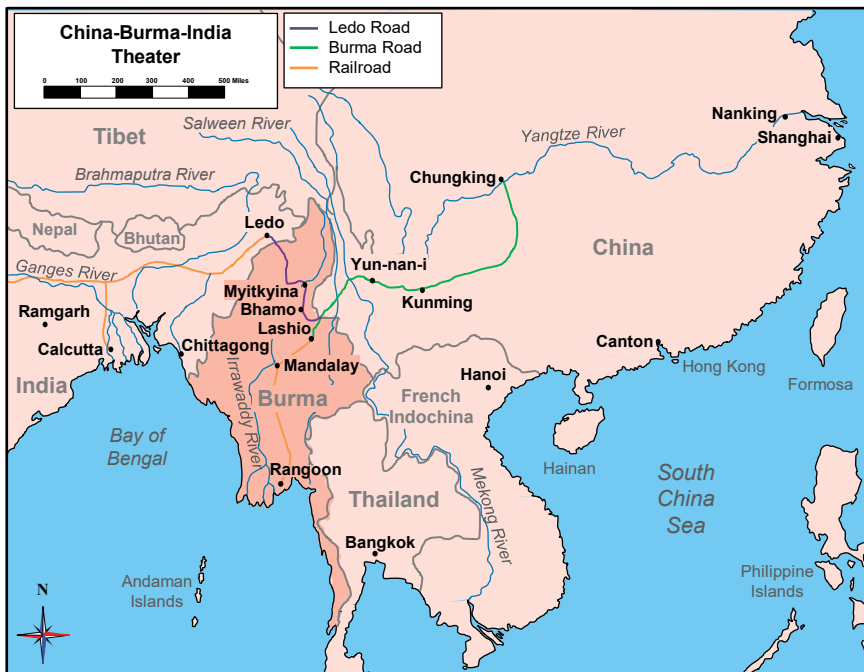 China-Burma-India
Theater
0 100 200 300 400 500 Miles
Ledo Road
Burma Road
Railroad
Nanking
Shanghai
Tibet
Salween River
Yangtze River
Brahmaputra River
Chungking
Nepal
Bhutan
Ledo
China
Ganges River
Yun-nan-i
Myitkyina
Kunming
Bhamo
Ramgarh
Lashio
Calcutta
Chittagong
Canton
Hong Kong
Mandalay
India
Irrawaddy River
Burma
French
Indochina
Hanoi
Formosa
Bay of
Bengal
Hainan
Rangoon
South
China
Sea
Thailand
Mekong River
Bangkok
Andaman
Islands
Philippine
Islands
N